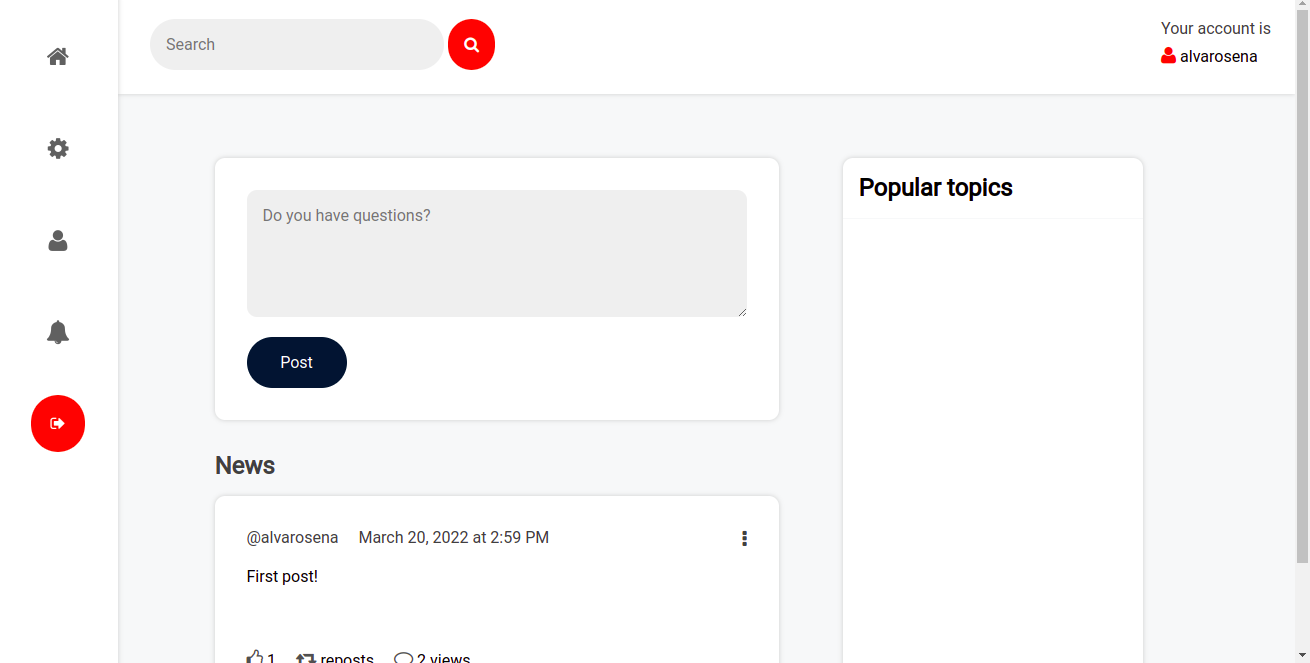 Search
Your account is
alvarosena
Do you have questions?
Post
Popular topics
News
@alvarosena March 20, 2022 at 2:59 PM
First post!
1 reposts 2 views